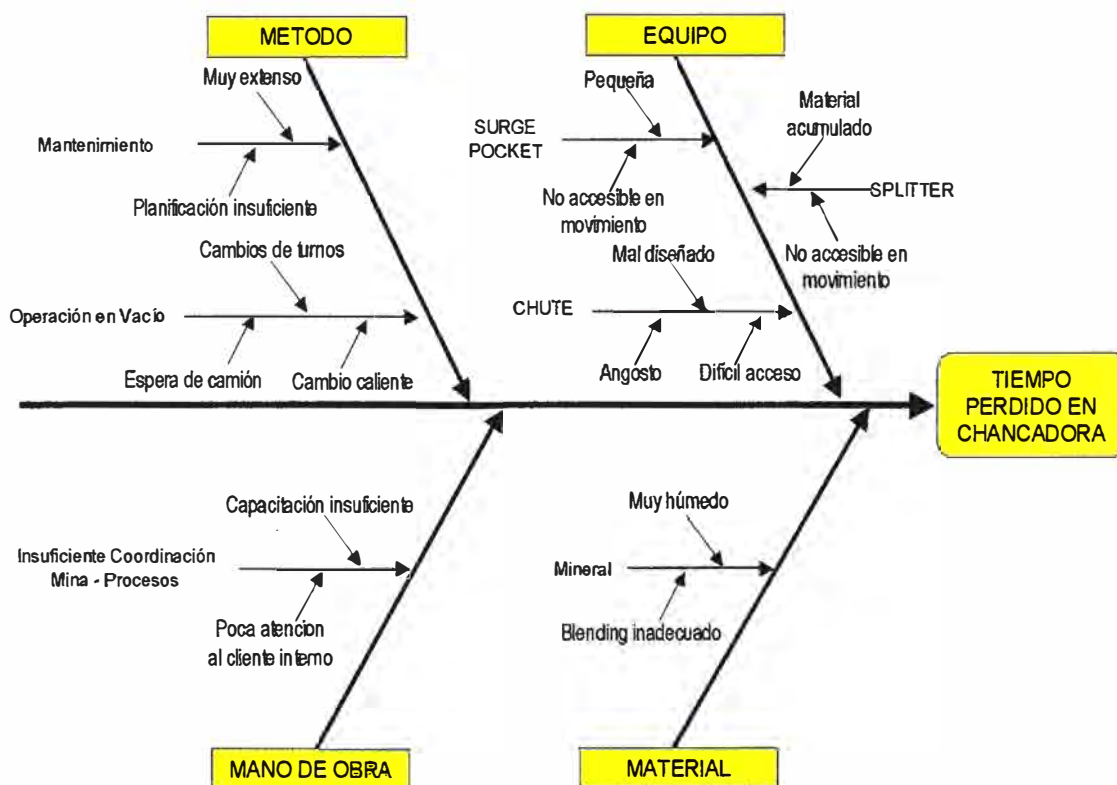 METODO
EQUIPO
Muy extenso
Mantenimiento
Planificación insuficiente
Cambios de turnos
Operación en Vacío
Espera de camión
Cambio caliente
Pequeña
SURGE
POCKET
No accesible en
movimiento
Material
acumulado
SPLITTER
No accesible en
movimiento
Mal diseñado
CHUTE
Angosto
Difícil acceso
TIEMPO
PERDIDO EN
CHANCADORA
Capacitación insuficiente
Insuficiente Coordinación
Mina - Procesos
Poca atencion
al cliente interno
Muy húmedo
Mineral
Blending inadecuado
MANO DE OBRA
MATERIAL